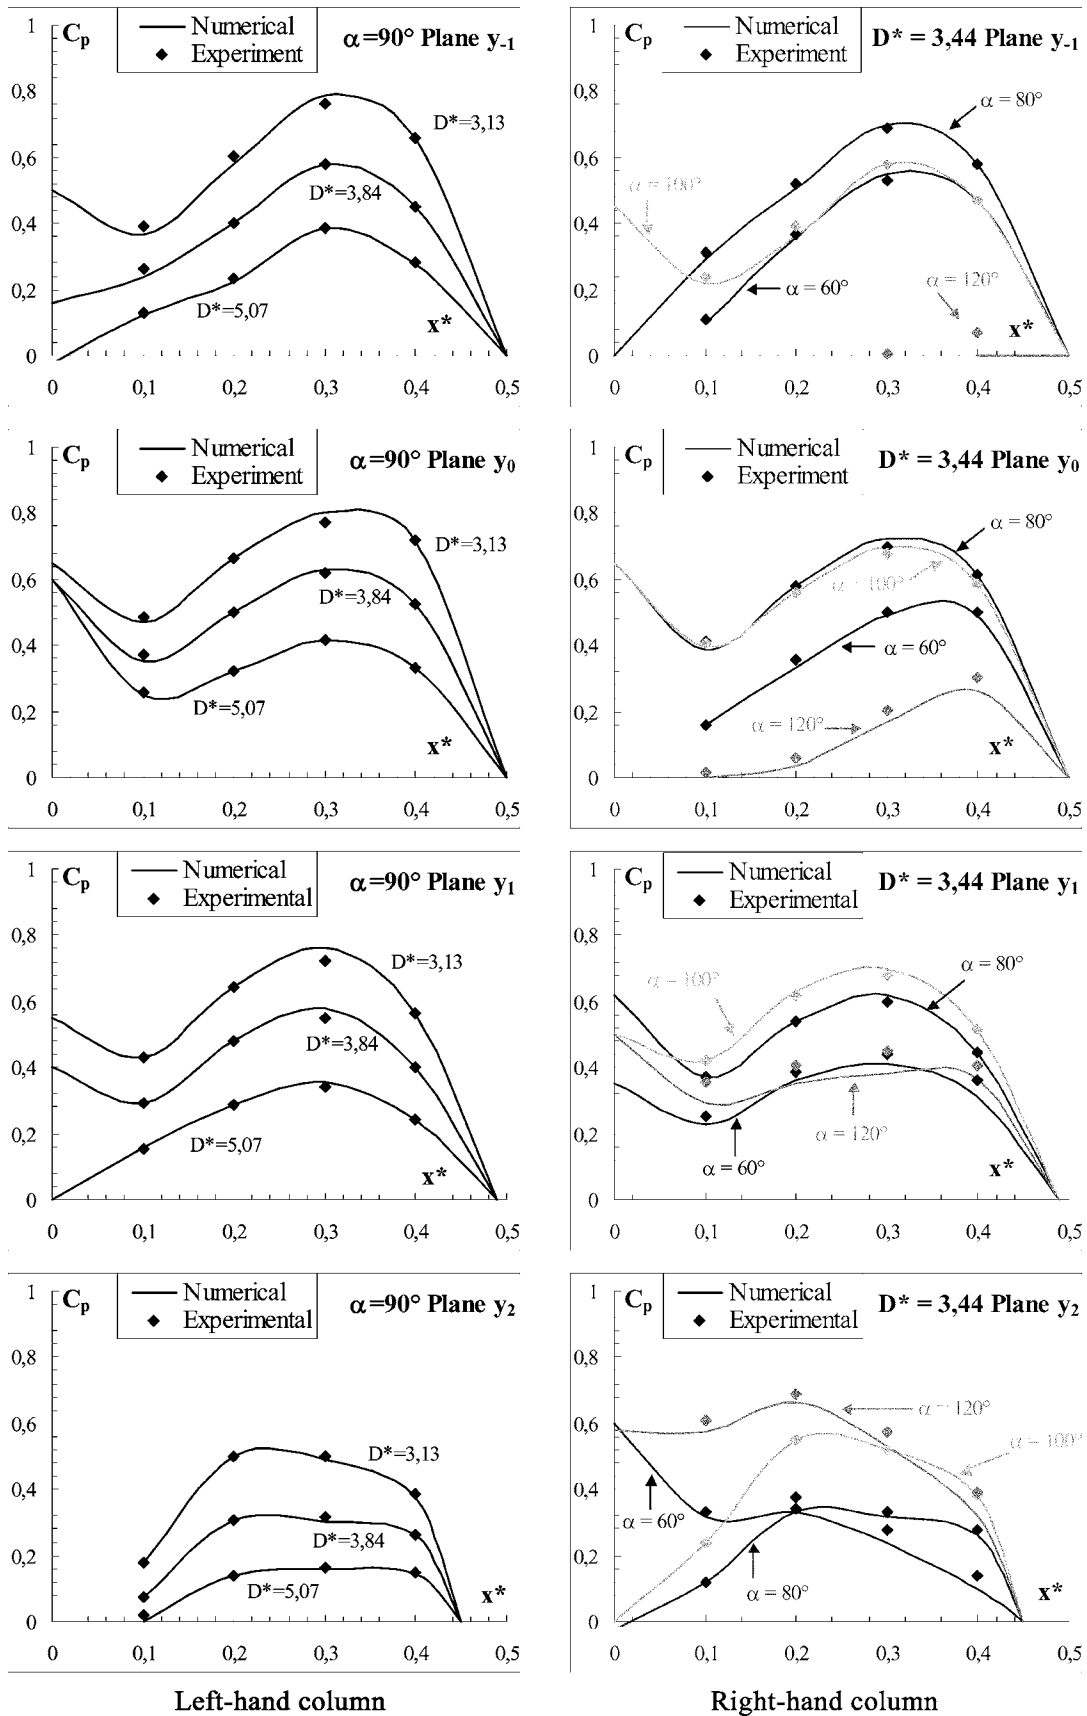 1 Cp Numerical α=90° Plane y-1
Experiment
0,8
D*=3,13
0,6
D*=3,84
0,4
0,2
D*=5,07
x*
0
0 0,1 0,2 0,3 0,4 0,5
1 Cp Numerical D* = 3,44 Plane y-1
Experiment
0,8
α = 80°
0,6
α = 100°
0,4
α = 120°
0,2
α = 60°
x*
0
0 0,1 0,2 0,3 0,4 0,5
1 Cp Numerical α=90° Plane y0
Experiment
0,8
D*=3,13
0,6
D*=3,84
0,4
0,2
D*=5,07
x*
0
0 0,1 0,2 0,3 0,4 0,5
1 Cp Numerical D* = 3,44 Plane y0
Experiment
0,8
α = 80°
0,6
α = 100°
0,4
α = 60°
0,2
α = 120°
x*
0
0 0,1 0,2 0,3 0,4 0,5
1 Cp Numerical α=90° Plane y1
Experimental
0,8
D*=3,13
0,6
D*=3,84
0,4
0,2
D*=5,07
x*
0
0 0,1 0,2 0,3 0,4 0,5
1 Cp Numerical D* = 3,44 Plane y1
Experimental
0,8
α = 100°
α = 80°
0,6
0,4
α = 120°
0,2
α = 60°
x*
0
0 0,1 0,2 0,3 0,4 0,5
1 Cp Numerical α=90° Plane y2
Experimental
0,8
0,6
D*=3,13
0,4
D*=3,84
0,2
D*=5,07
x*
0
0 0,1 0,2 0,3 0,4 0,5
1 Cp Numerical D* = 3,44 Plane y2
Experimental
0,8
α = 120°
0,6
α = 100°
0,4
α = 60°
0,2
α = 80°
x*
0
0 0,1 0,2 0,3 0,4 0,5
Left-hand column
Right-hand column